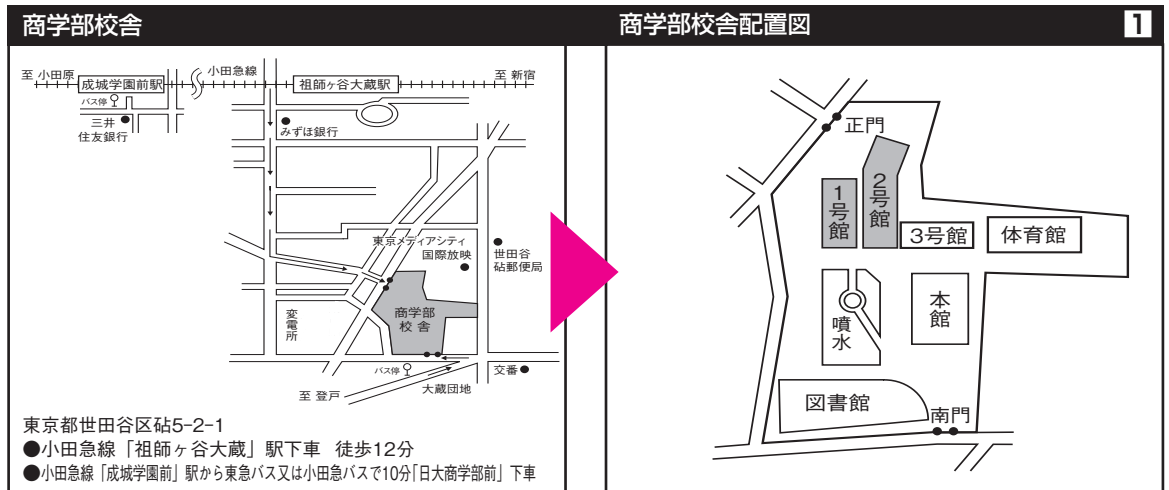 商学部校舎
至 小田原
成城学園前駅
小田急線
祖師ヶ谷大蔵駅
至 新宿
バス停
三井
住友銀行
みずほ銀行
東京メディアシティ
国際放映
世田谷
砧郵便局
商学部
校 舎
変電所
バス停
交番
至 登戸
大蔵団地
東京都世田谷区砧5-2-1
●小田急線「祖師ヶ谷大蔵」駅下車 徒歩12分
●小田急線「成城学園前」駅から東急バス又は小田急バスで10分「日大商学部前」下車
商学部校舎配置図
1
正門
1号館
2号館
3号館
体育館
噴水
本館
図書館
南門